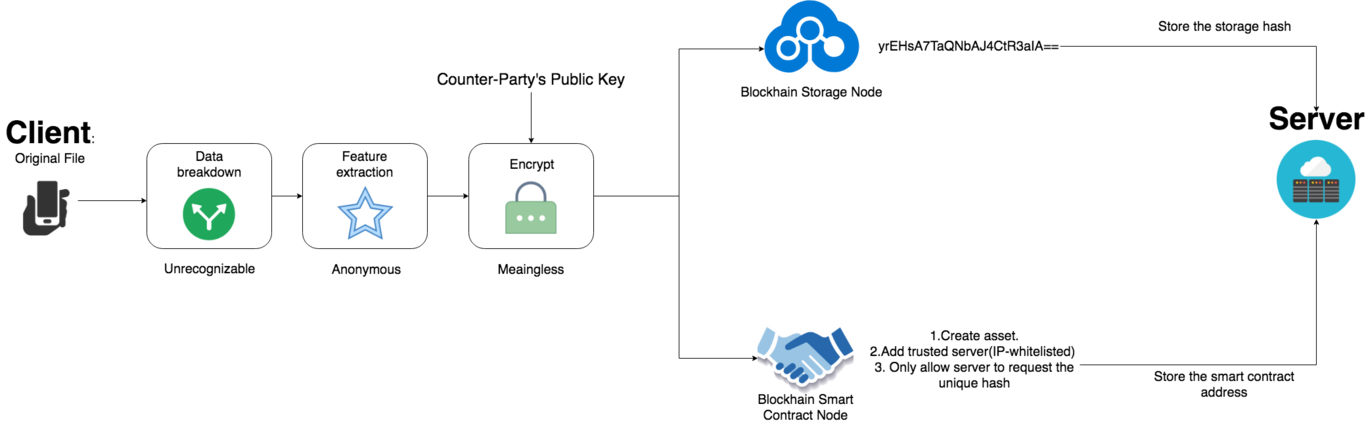 Client:
Original File
Data
breakdown
Unrecognizable
Feature
extraction
Anonymous
Counter-Party's Public Key
Encrypt
Meaingless
Blockhain Storage Node
yrEHsA7TaQNbAJ4CtR3aIA==
Store the storage hash
Server
Blockhain Smart
Contract Node
1.Create asset.
2.Add trusted server(IP-whitelisted)
3. Only allow server to request the
unique hash
Store the smart contract
address